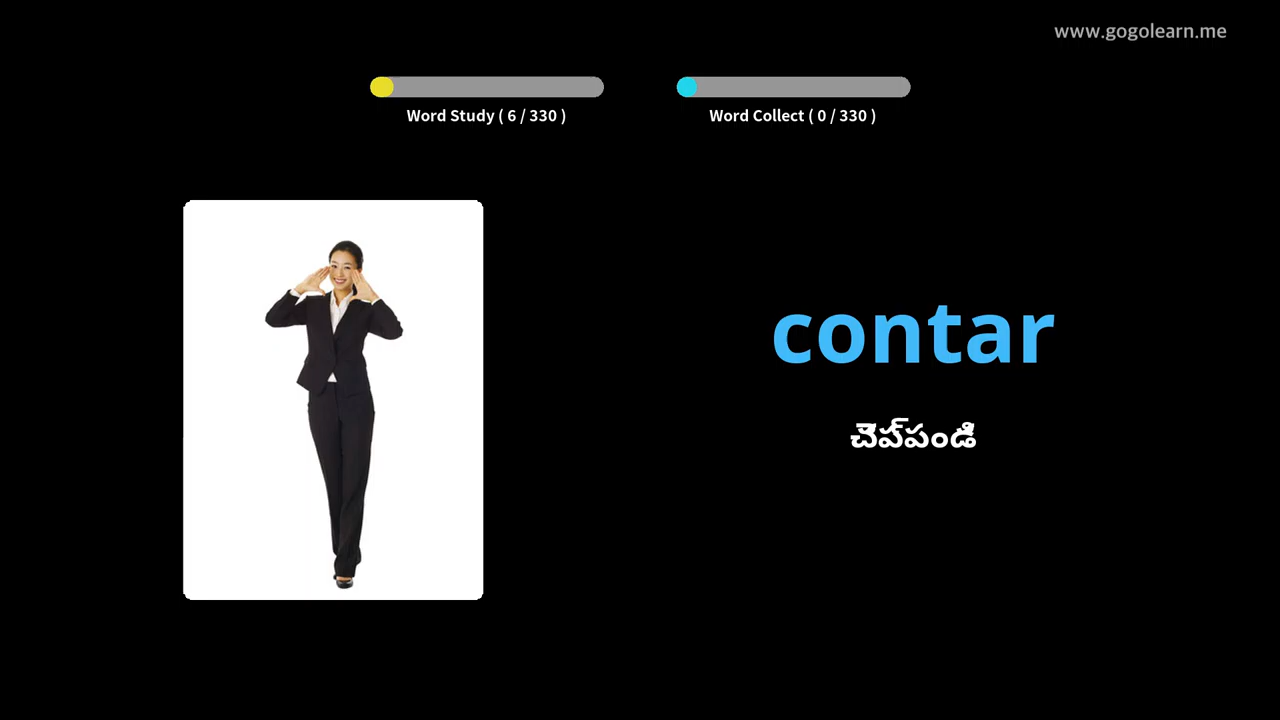 www.gogolearn.me
Word Study ( 6 / 330 )
Word Collect ( 0 / 330 )
contar
చెప్పండి